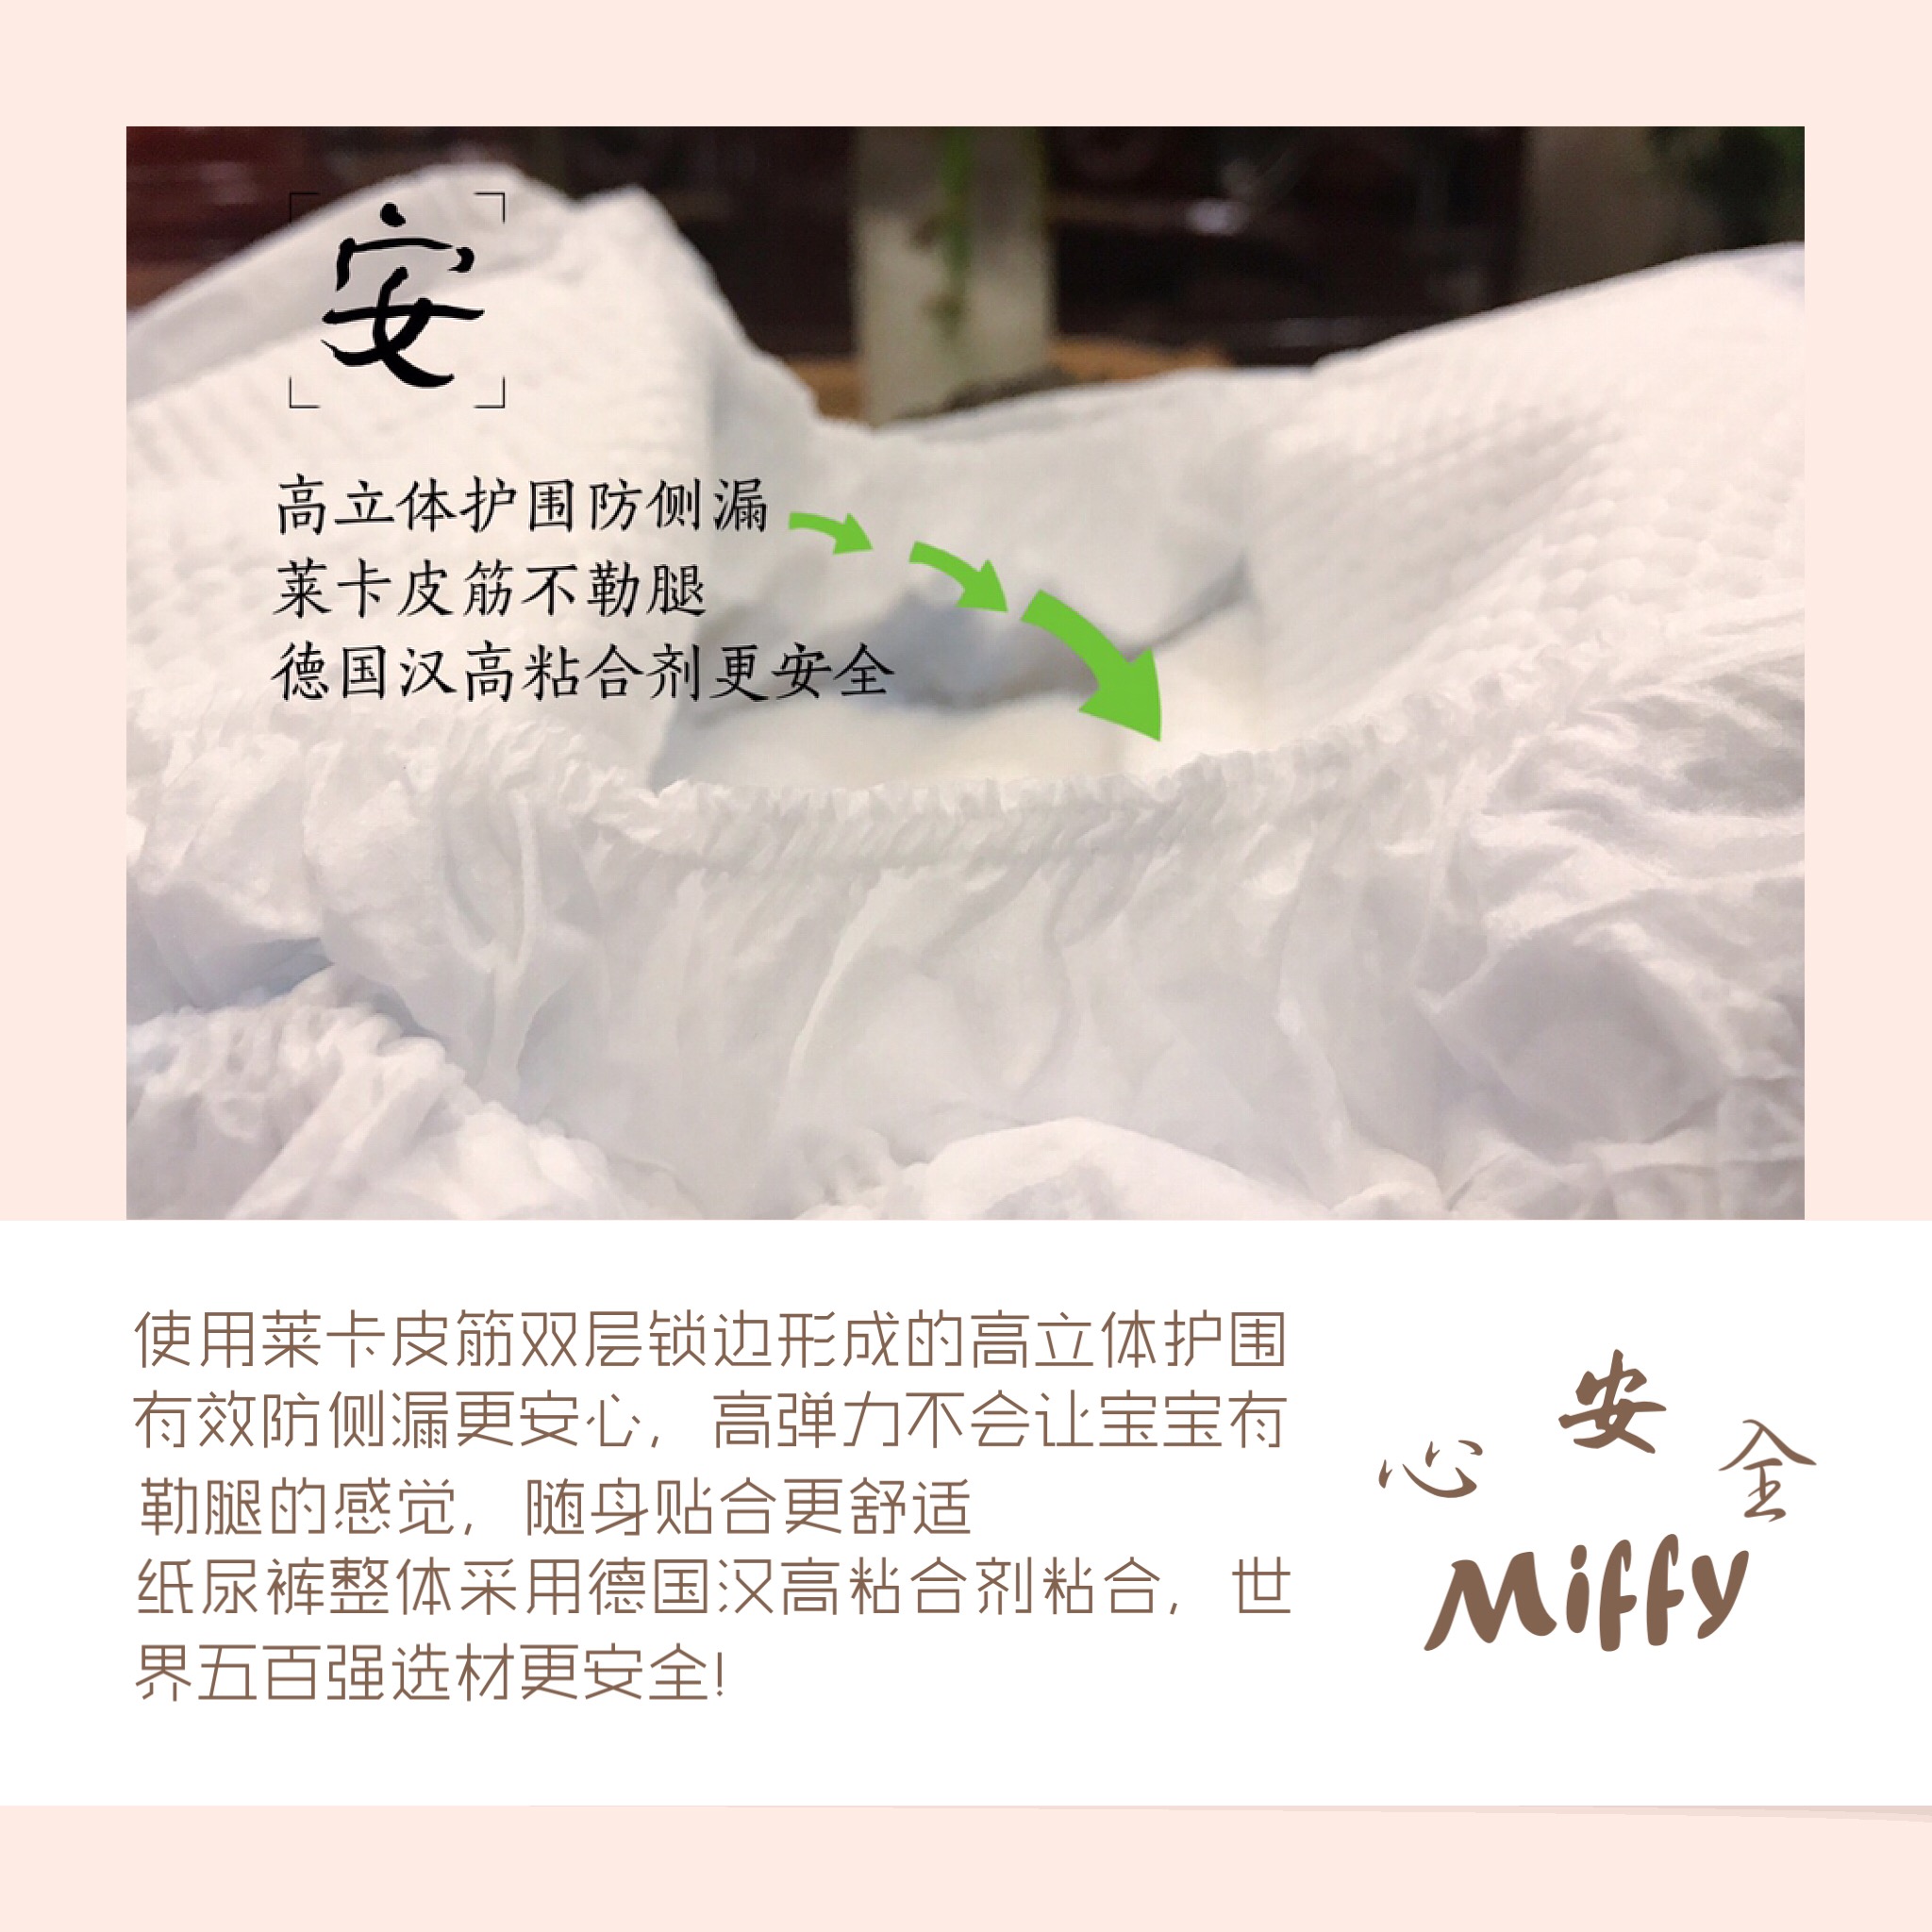 安
高立体护围防侧漏
莱卡皮筋不勒腿
德国汉高粘合剂更安全
使用莱卡皮筋双层锁边形成的高立体护围
有效防侧漏更安心，高弹力不会让宝宝有
勒腿的感觉，随身贴合更舒适
纸尿裤整体采用德国汉高粘合剂粘合，世
界五百强选材更安全!
心安全
Miffy